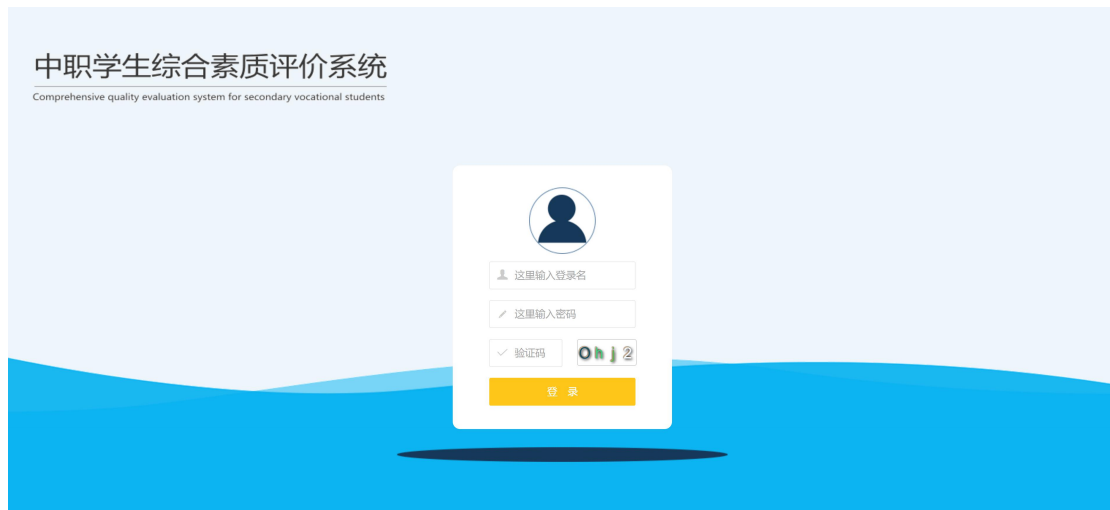 中职学生综合素质评价系统
Comprehensive quality evaluation system for secondary vocational students
这里输入登录名
这里输入密码
验证码 Ohj2
登 录